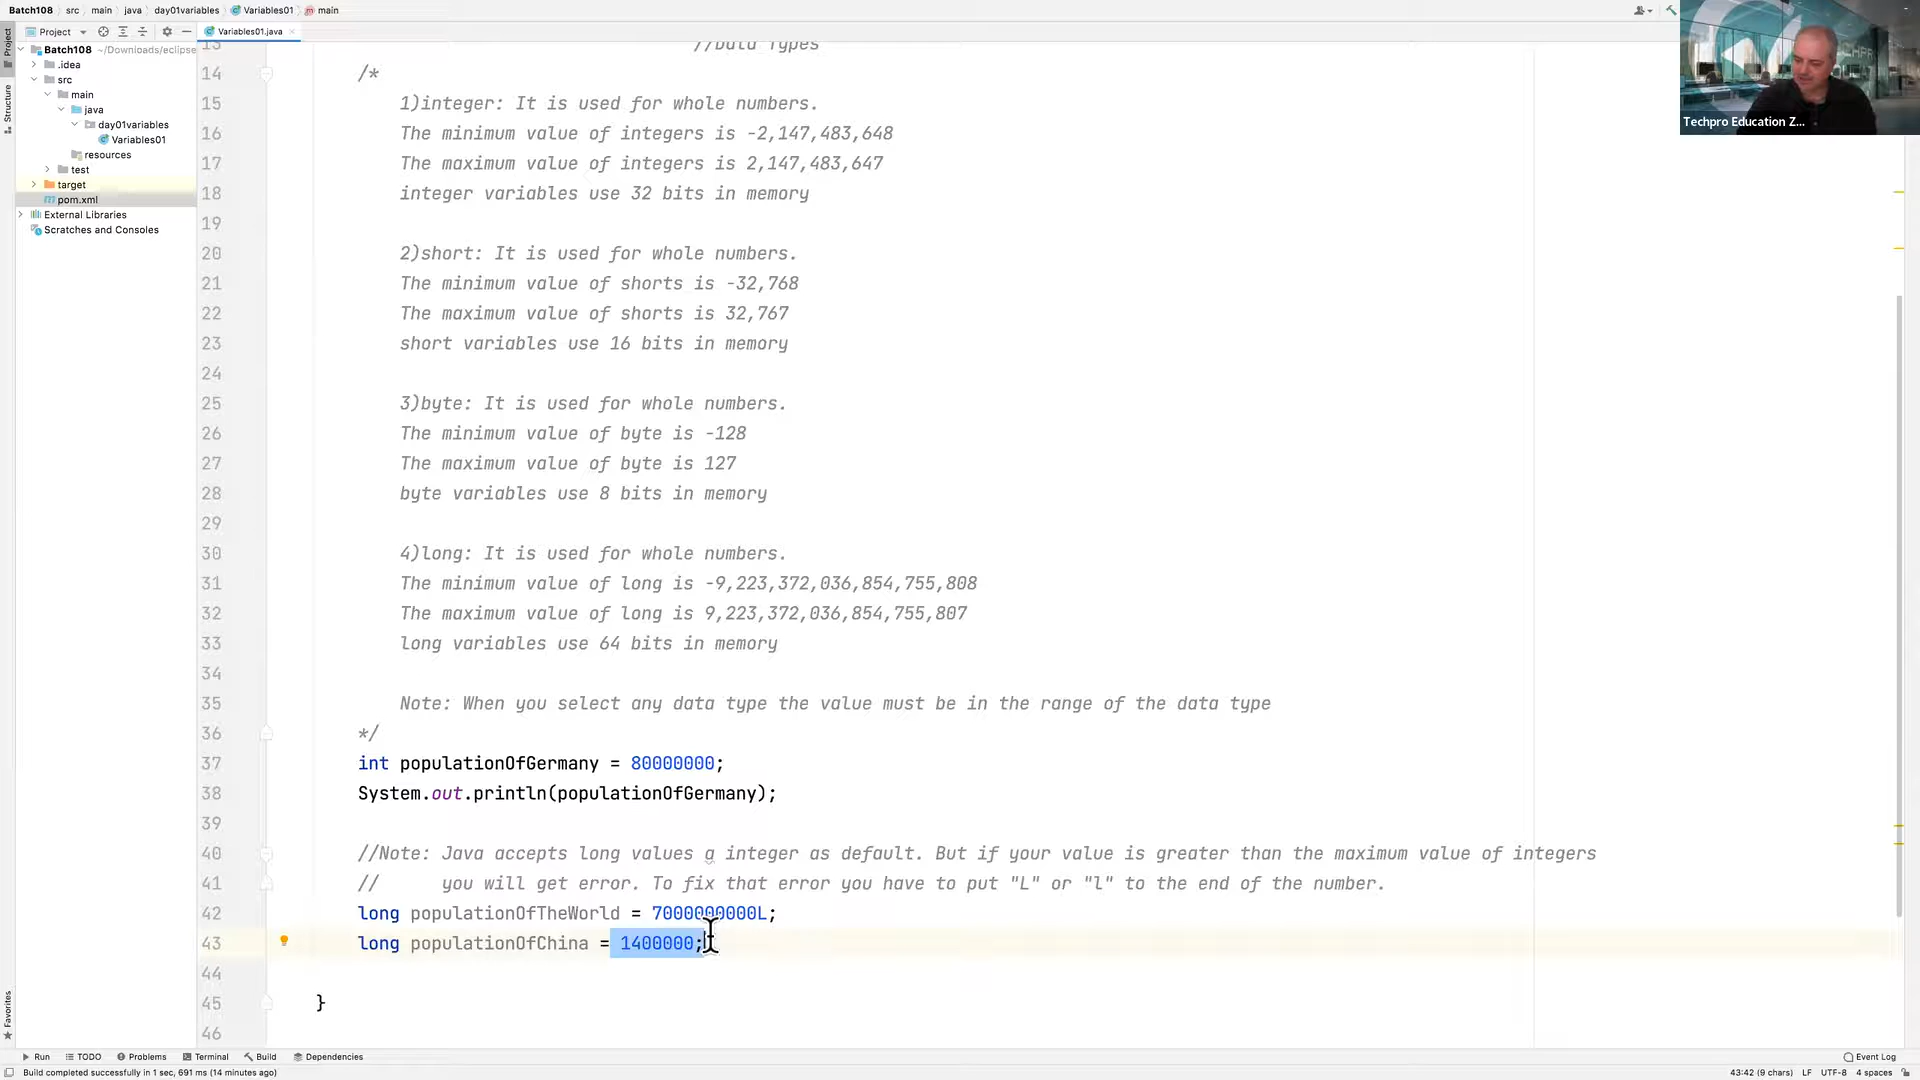 Batch108 src main java day01variables Variables01 main
Project
Variables01.java
Batch108 ~/Downloads/eclipse
.idea
src
main
java
day01variables
Variables01
resources
test
target
pom.xml
External Libraries
Scratches and Consoles
Project
Structure
Favorites
Techpro Education Z...
13 //Data Types
14 /*
15 1)integer: It is used for whole numbers.
16 The minimum value of integers is -2,147,483,648
17 The maximum value of integers is 2,147,483,647
18 integer variables use 32 bits in memory
19
20 2)short: It is used for whole numbers.
21 The minimum value of shorts is -32,768
22 The maximum value of shorts is 32,767
23 short variables use 16 bits in memory
24
25 3)byte: It is used for whole numbers.
26 The minimum value of byte is -128
27 The maximum value of byte is 127
28 byte variables use 8 bits in memory
29
30 4)long: It is used for whole numbers.
31 The minimum value of long is -9,223,372,036,854,755,808
32 The maximum value of long is 9,223,372,036,854,755,807
33 long variables use 64 bits in memory
34
35 Note: When you select any data type the value must be in the range of the data type
36 */
37 int populationOfGermany = 80000000;
38 System.out.println(populationOfGermany);
39
40 //Note: Java accepts long values a integer as default. But if your value is greater than the maximum value of integers
41 // you will get error. To fix that error you have to put "L" or "l" to the end of the number.
42 long populationOfTheWorld = 7000000000L;
43 long populationOfChina = 1400000;
44
45 }
46
Run TODO Problems Terminal Build Dependencies Event Log
Build completed successfully in 1 sec, 691 ms (14 minutes ago) 43:42 (9 chars) LF UTF-8 4 spaces